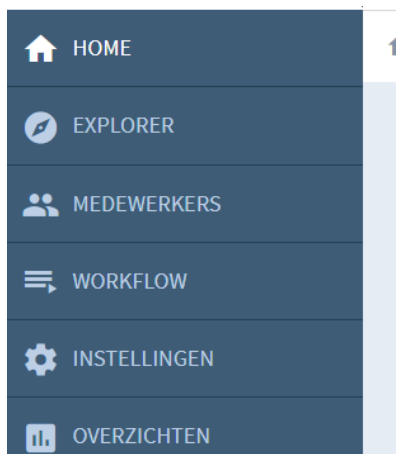 HOME
EXPLORER
MEDEWERKERS
WORKFLOW
INSTELLINGEN
OVERZICHTEN